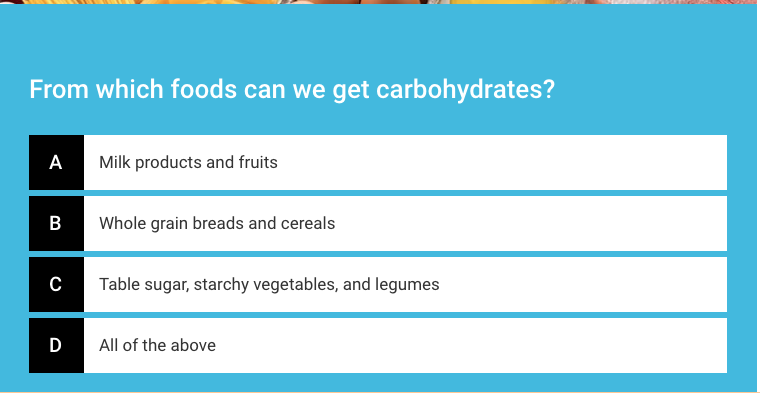 From which foods can we get carbohydrates?
A Milk products and fruits
B Whole grain breads and cereals
C Table sugar, starchy vegetables, and legumes
D All of the above